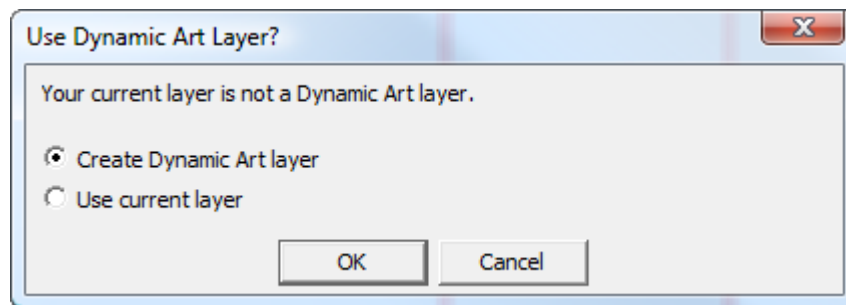 Use Dynamic Art Layer?
Your current layer is not a Dynamic Art layer.
Create Dynamic Art layer
Use current layer
OK Cancel